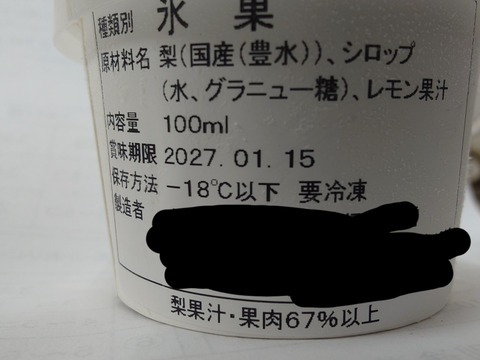 種類別 氷果
原材料名 梨(国産(豊水))、シロップ
(水、グラニュー糖)、レモン果汁
内容量 100ml
賞味期限 2027.01.15
保存方法 -18℃以下 要冷凍
製造者
梨果汁・果肉67%以上